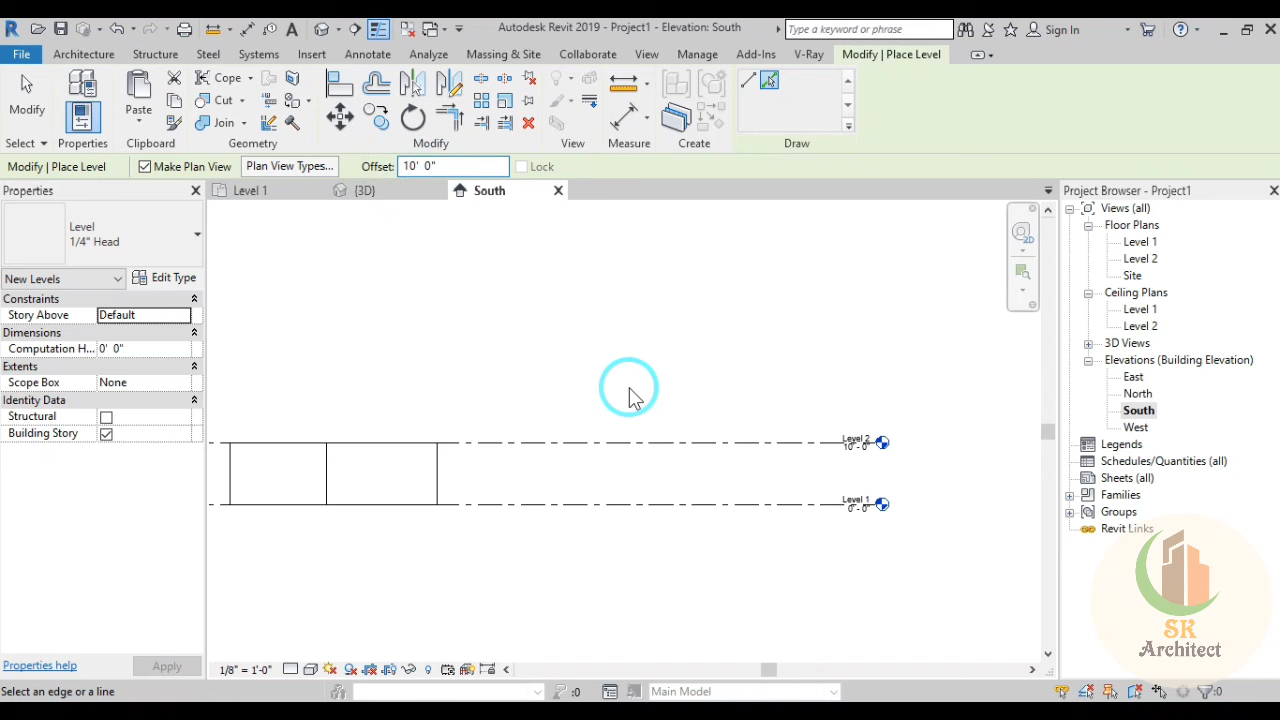 Autodesk Revit 2019 - Project1 - Elevation: South
Type a keyword or phrase
Sign In
File Architecture Structure Steel Systems Insert Annotate Analyze Massing & Site Collaborate View Manage Add-Ins V-Ray Modify | Place Level
Modify Paste Cope
Cut
Join
Select Properties Clipboard Geometry Modify View Measure Create Draw
Modify | Place Level Make Plan View Plan View Types... Offset: 10' 0" Lock
Properties
Level
1/4" Head
New Levels Edit Type
Constraints
Story Above Default
Dimensions
Computation H... 0' 0"
Extents
Scope Box None
Identity Data
Structural
Building Story
Properties help Apply
Level 1 {3D} South
2D
Level 2
10' - 0"
Level 1
0' - 0"
1/8" = 1'-0"
Project Browser - Project1
Views (all)
Floor Plans
Level 1
Level 2
Site
Ceiling Plans
Level 1
Level 2
3D Views
Elevations (Building Elevation)
East
North
South
West
Legends
Schedules/Quantities (all)
Sheets (all)
Families
Groups
Revit Links
SK
Architect
Select an edge or a line :0 Main Model :0